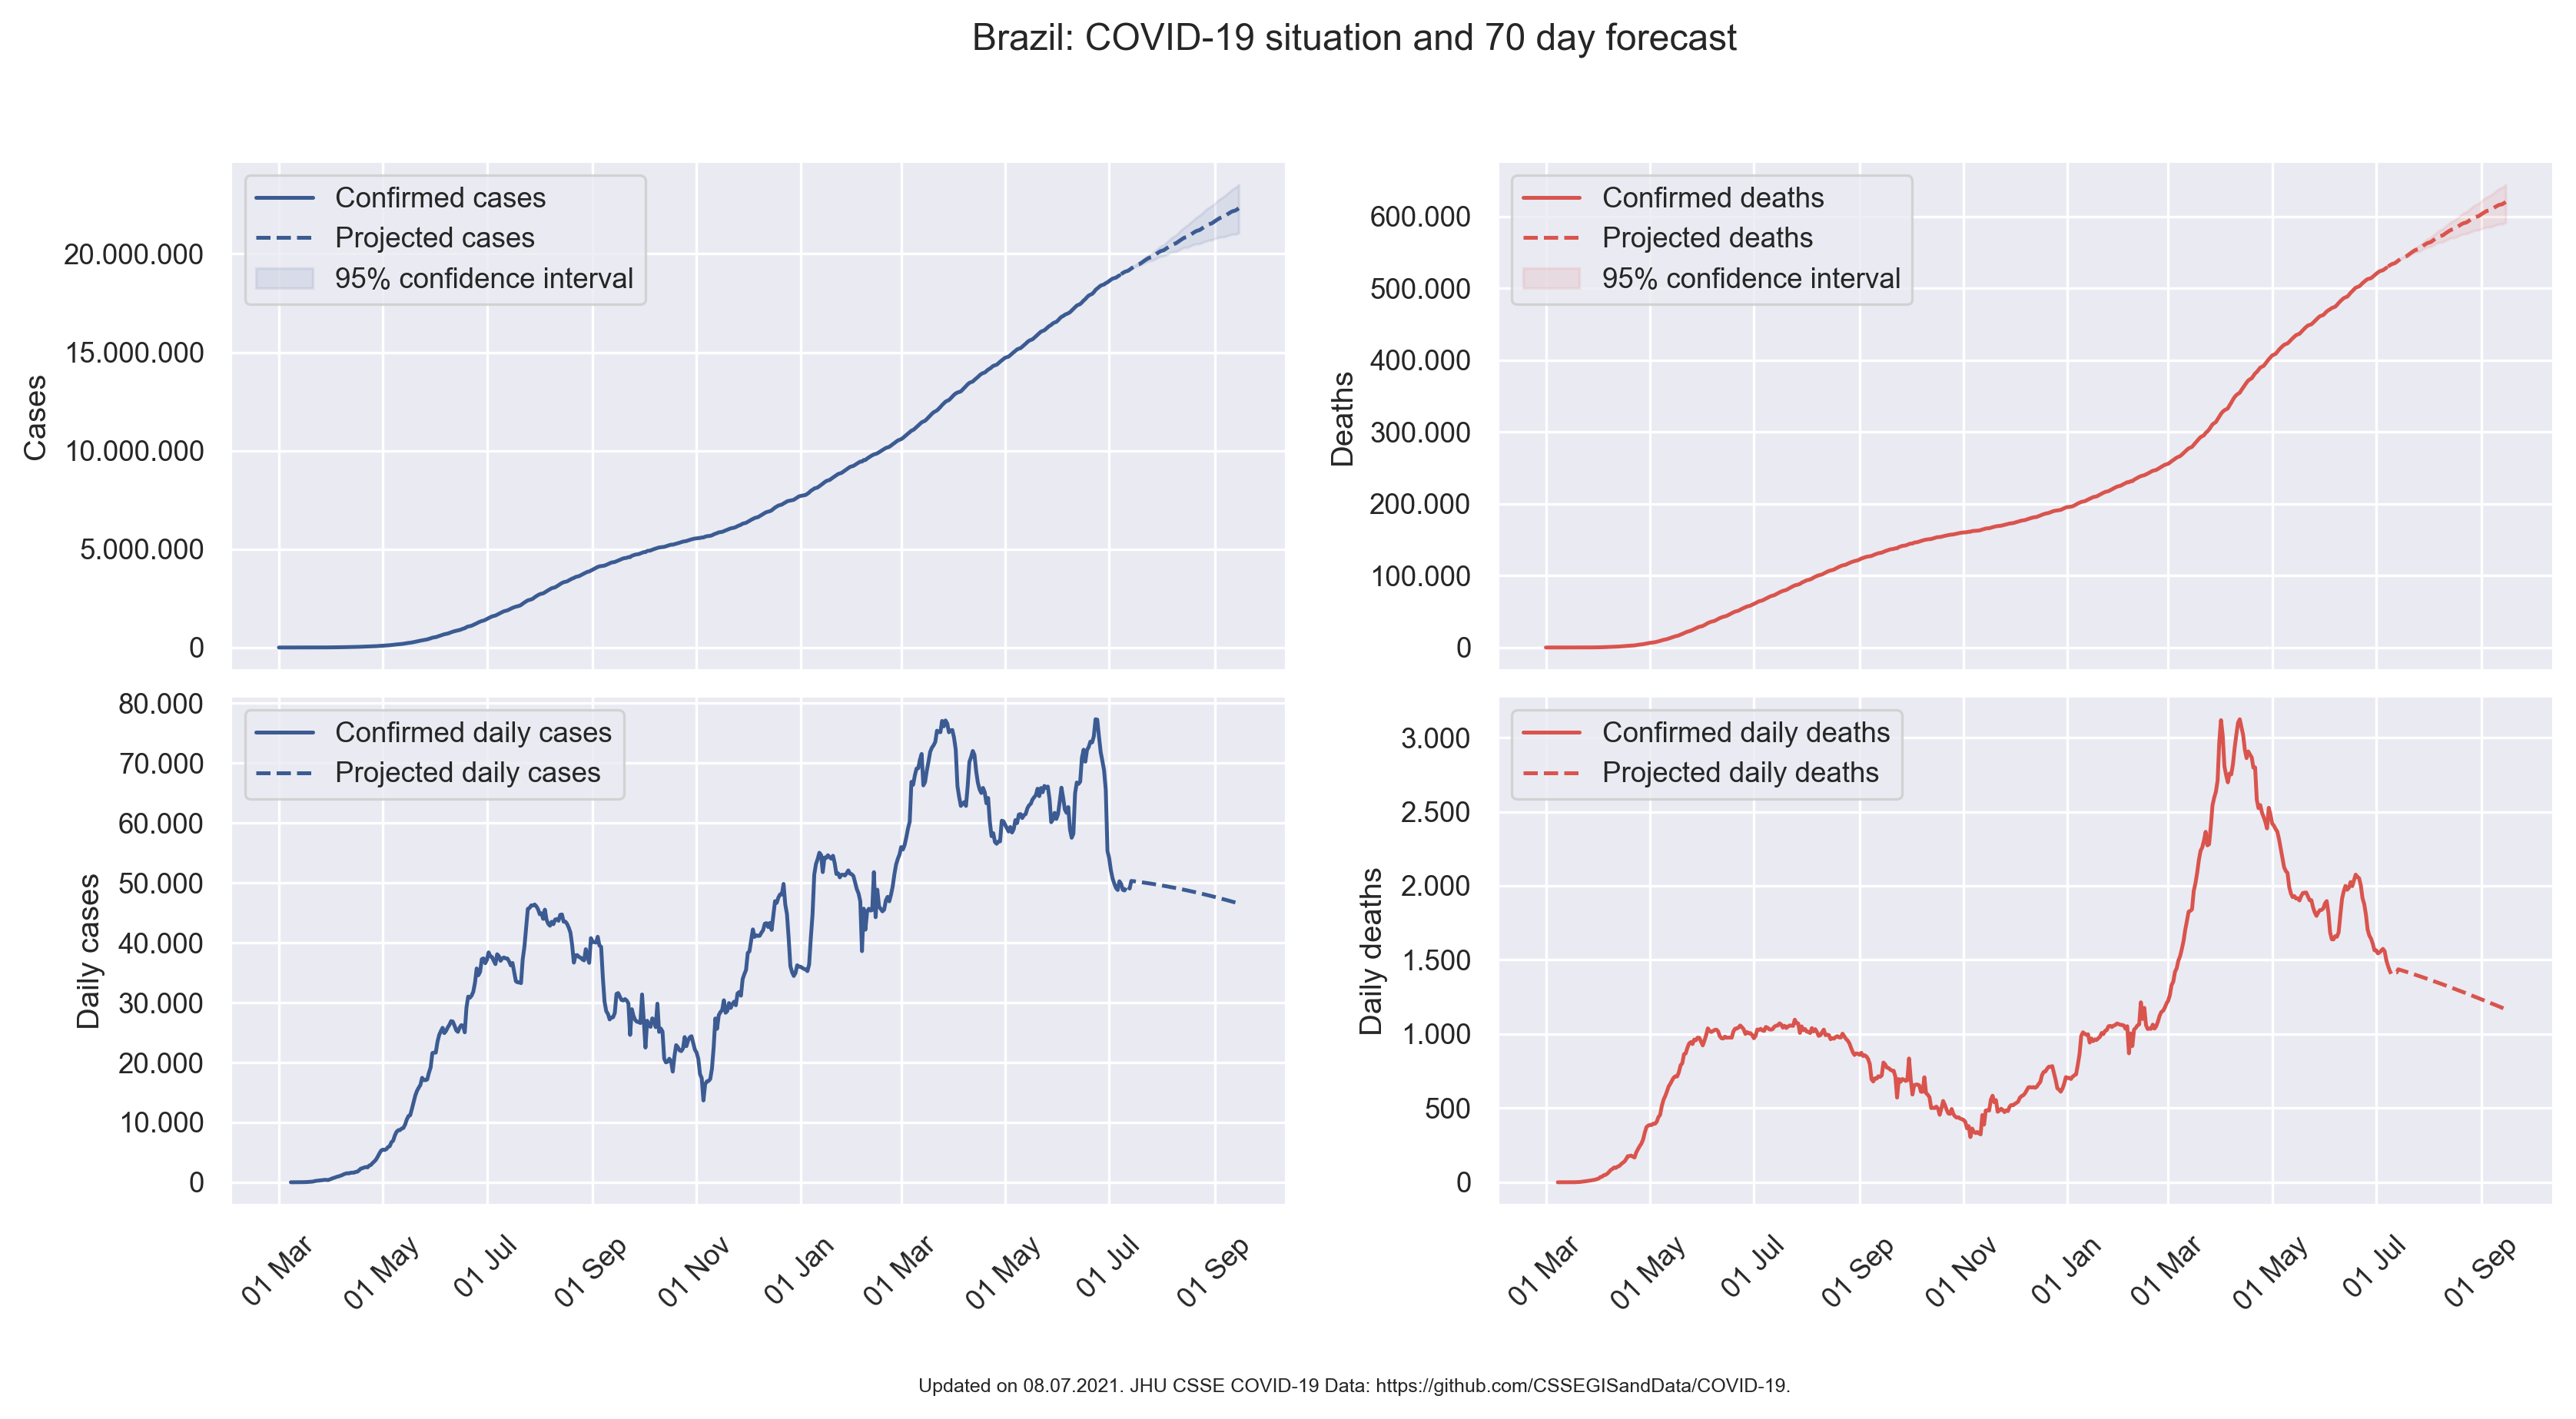 Brazil: COVID-19 situation and 70 day forecast
Confirmed cases
Projected cases
95% confidence interval
20.000.000
15.000.000
10.000.000
5.000.000
0
Cases
Confirmed deaths
Projected deaths
95% confidence interval
600.000
500.000
400.000
300.000
200.000
100.000
0
Deaths
Confirmed daily cases
Projected daily cases
80.000
70.000
60.000
50.000
40.000
30.000
20.000
10.000
0
Daily cases
01 Mar
01 May
01 Jul
01 Sep
01 Nov
01 Jan
01 Mar
01 May
01 Jul
01 Sep
Confirmed daily deaths
Projected daily deaths
3.000
2.500
2.000
1.500
1.000
500
0
Daily deaths
01 Mar
01 May
01 Jul
01 Sep
01 Nov
01 Jan
01 Mar
01 May
01 Jul
01 Sep
Updated on 08.07.2021. JHU CSSE COVID-19 Data: https://github.com/CSSEGISandData/COVID-19.